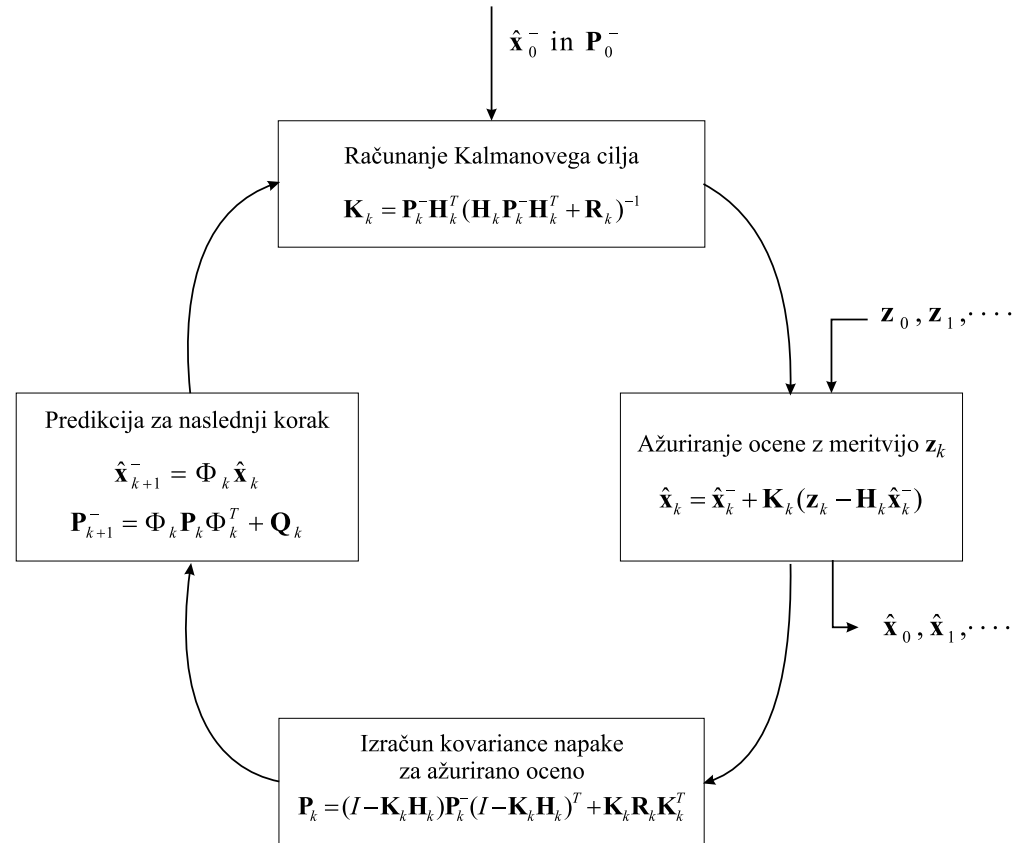 x̂₀⁻ in P₀⁻
Računanje Kalmanovega cilja
Kₖ = Pₖ⁻Hₖᵀ(HₖPₖ⁻Hₖᵀ + Rₖ)⁻¹
z₀, z₁,····
Ažuriranje ocene z meritvijo zₖ
x̂ₖ = x̂ₖ⁻ + Kₖ(zₖ − Hₖx̂ₖ⁻)
x̂₀, x̂₁,····
Izračun kovariance napake
za ažurirano oceno
Pₖ = (I−KₖHₖ)Pₖ⁻(I−KₖHₖ)ᵀ + KₖRₖKₖᵀ
Predikcija za naslednji korak
x̂ₖ₊₁⁻ = Φₖx̂ₖ
Pₖ₊₁⁻ = ΦₖPₖΦₖᵀ + Qₖ